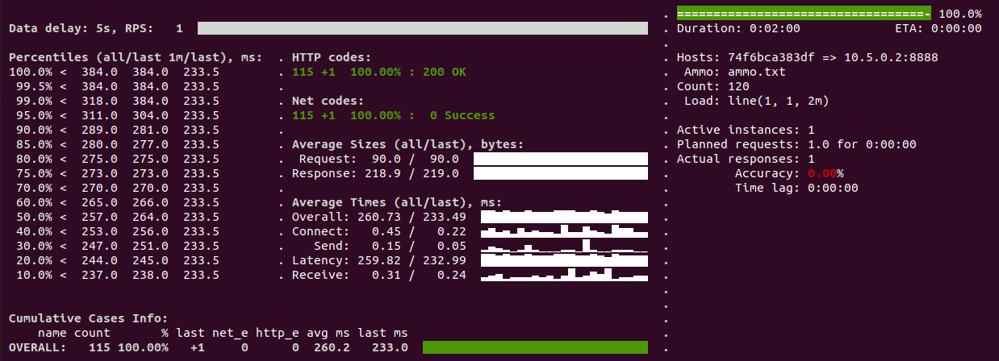 . =================================- 100.0%
Data delay: 5s, RPS: 1 . Duration: 0:02:00 ETA: 0:00:00
.
Percentiles (all/last 1m/last), ms: . HTTP codes: . Hosts: 74f6bca383df => 10.5.0.2:8888
100.0% < 384.0 384.0 233.5 . 115 +1 100.00% : 200 OK . Ammo: ammo.txt
99.5% < 384.0 384.0 233.5 . . Count: 120
99.0% < 318.0 384.0 233.5 . Net codes: . Load: line(1, 1, 2m)
95.0% < 311.0 304.0 233.5 . 115 +1 100.00% : 0 Success .
90.0% < 289.0 281.0 233.5 . . Active instances: 1
85.0% < 280.0 277.0 233.5 . Average Sizes (all/last), bytes: . Planned requests: 1.0 for 0:00:00
80.0% < 275.0 275.0 233.5 . Request: 90.0 / 90.0 . Actual responses: 1
75.0% < 273.0 273.0 233.5 . Response: 218.9 / 219.0 . Accuracy: 0.00%
70.0% < 270.0 270.0 233.5 . . Time lag: 0:00:00
60.0% < 265.0 266.0 233.5 . Average Times (all/last), ms: .
50.0% < 257.0 264.0 233.5 . Overall: 260.73 / 233.49 .
40.0% < 253.0 256.0 233.5 . Connect: 0.45 / 0.22 .
30.0% < 247.0 251.0 233.5 . Send: 0.15 / 0.05 .
20.0% < 244.0 245.0 233.5 . Latency: 259.82 / 232.99 .
10.0% < 237.0 238.0 233.5 . Receive: 0.31 / 0.24 .
.
.
Cumulative Cases Info: .
name count % last net_e http_e avg ms last ms .
OVERALL: 115 100.00% +1 0 0 260.2 233.0 .